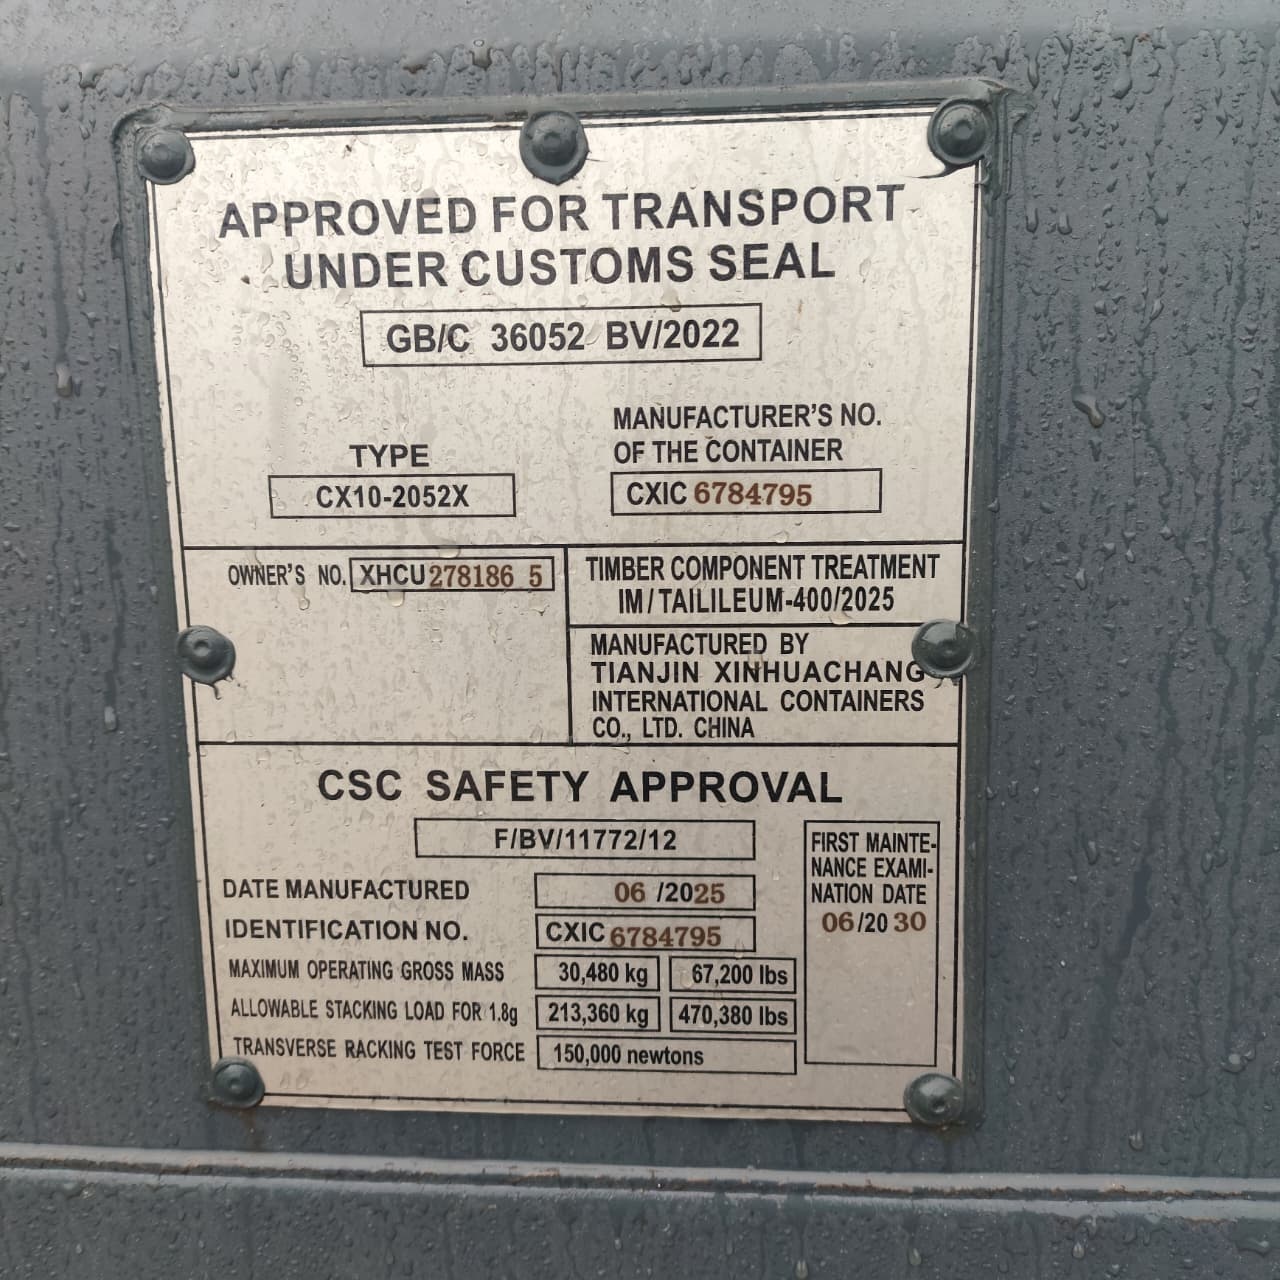 APPROVED FOR TRANSPORT
UNDER CUSTOMS SEAL
GB/C 36052 BV/2022
TYPE
CX10-2052X
MANUFACTURER'S NO.
OF THE CONTAINER
CXIC 6784795
OWNER'S NO. XHCU 278186 5
TIMBER COMPONENT TREATMENT
IM/TAILILEUM-400/2025
MANUFACTURED BY
TIANJIN XINHUACHANG
INTERNATIONAL CONTAINERS
CO., LTD. CHINA
CSC SAFETY APPROVAL
F/BV/11772/12
DATE MANUFACTURED 06/2025
IDENTIFICATION NO. CXIC 6784795
MAXIMUM OPERATING GROSS MASS 30,480 kg 67,200 lbs
ALLOWABLE STACKING LOAD FOR 1.8g 213,360 kg 470,380 lbs
TRANSVERSE RACKING TEST FORCE 150,000 newtons
FIRST MAINTE-
NANCE EXAMI-
NATION DATE
06/2030